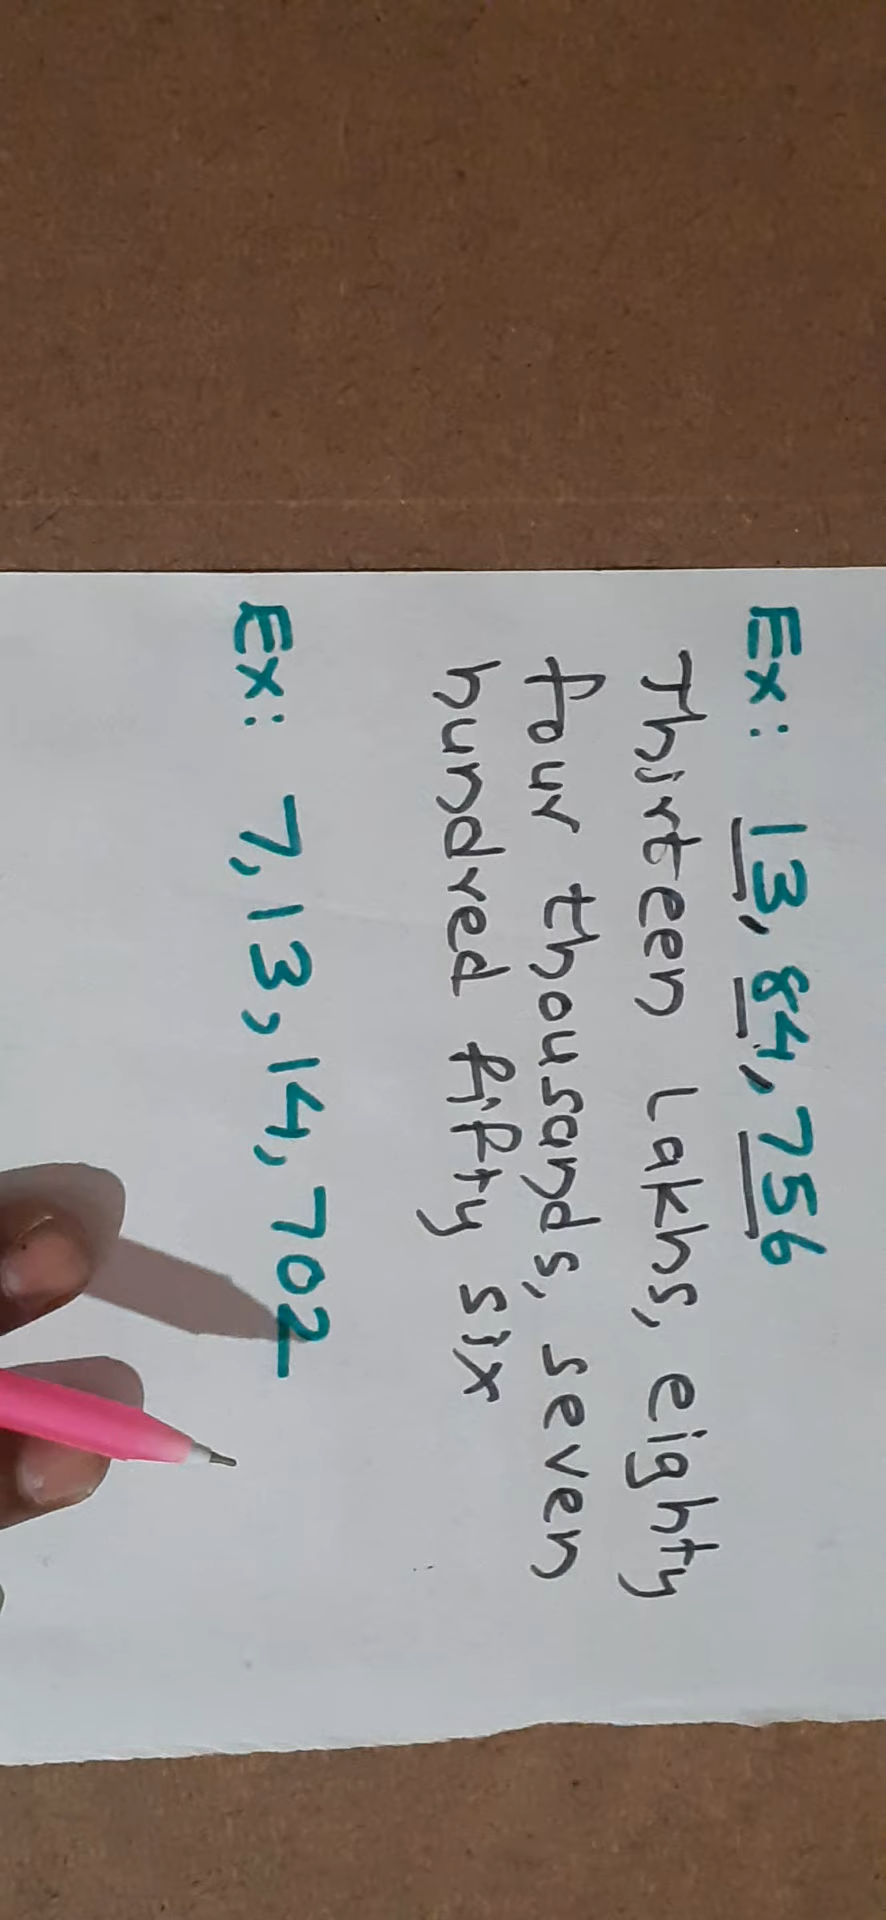 Ex: 13,84,756
Thirteen Lakhs, eighty
four thousands, seven
hundred fifty six
Ex: 7,13,14,702